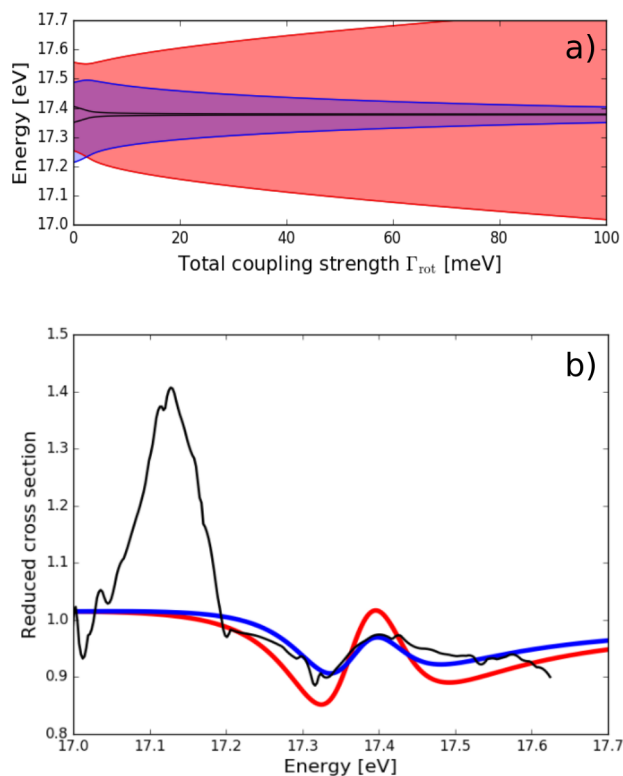 17.7
17.6
17.5
17.4
17.3
17.2
17.1
17.0
Energy [eV]
a)
0 20 40 60 80 100
Total coupling strength Γrot [meV]
1.5
1.4
1.3
1.2
1.1
1.0
0.9
0.8
Reduced cross section
b)
17.0 17.1 17.2 17.3 17.4 17.5 17.6 17.7
Energy [eV]